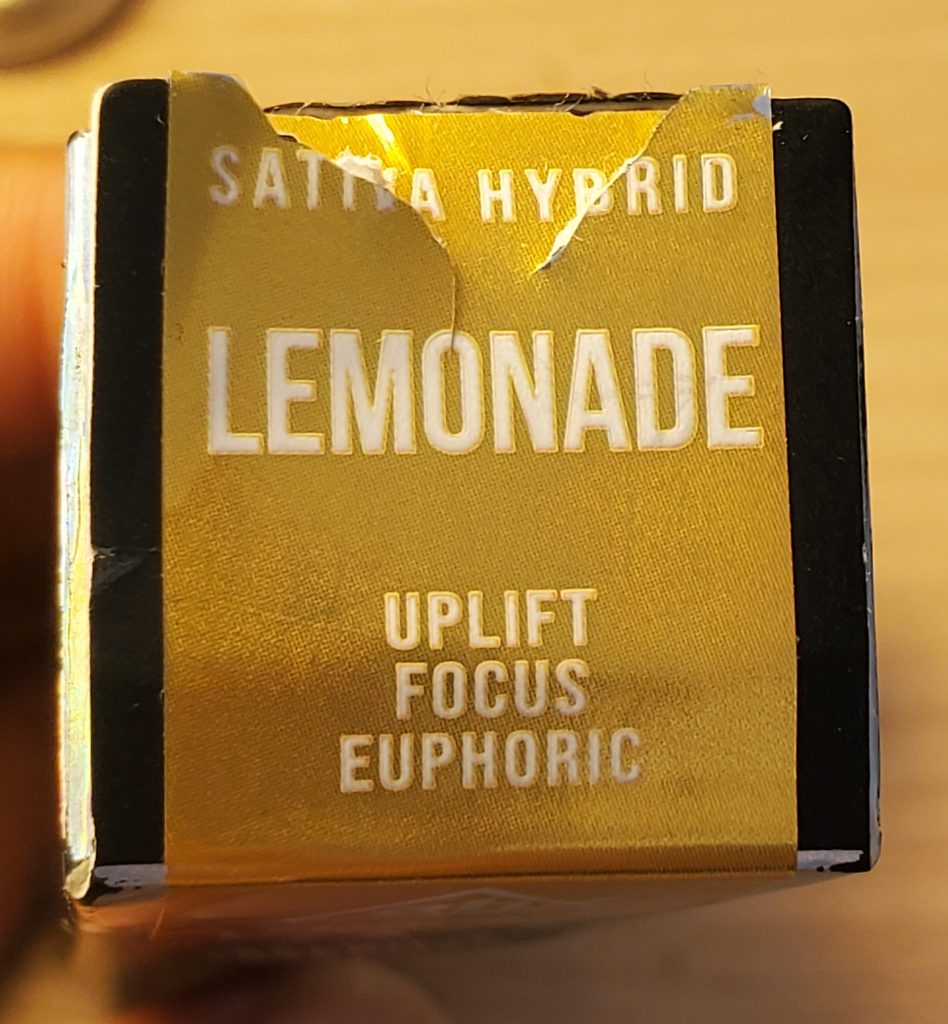 SATIVA HYBRID
LEMONADE
UPLIFT
FOCUS
EUPHORIC